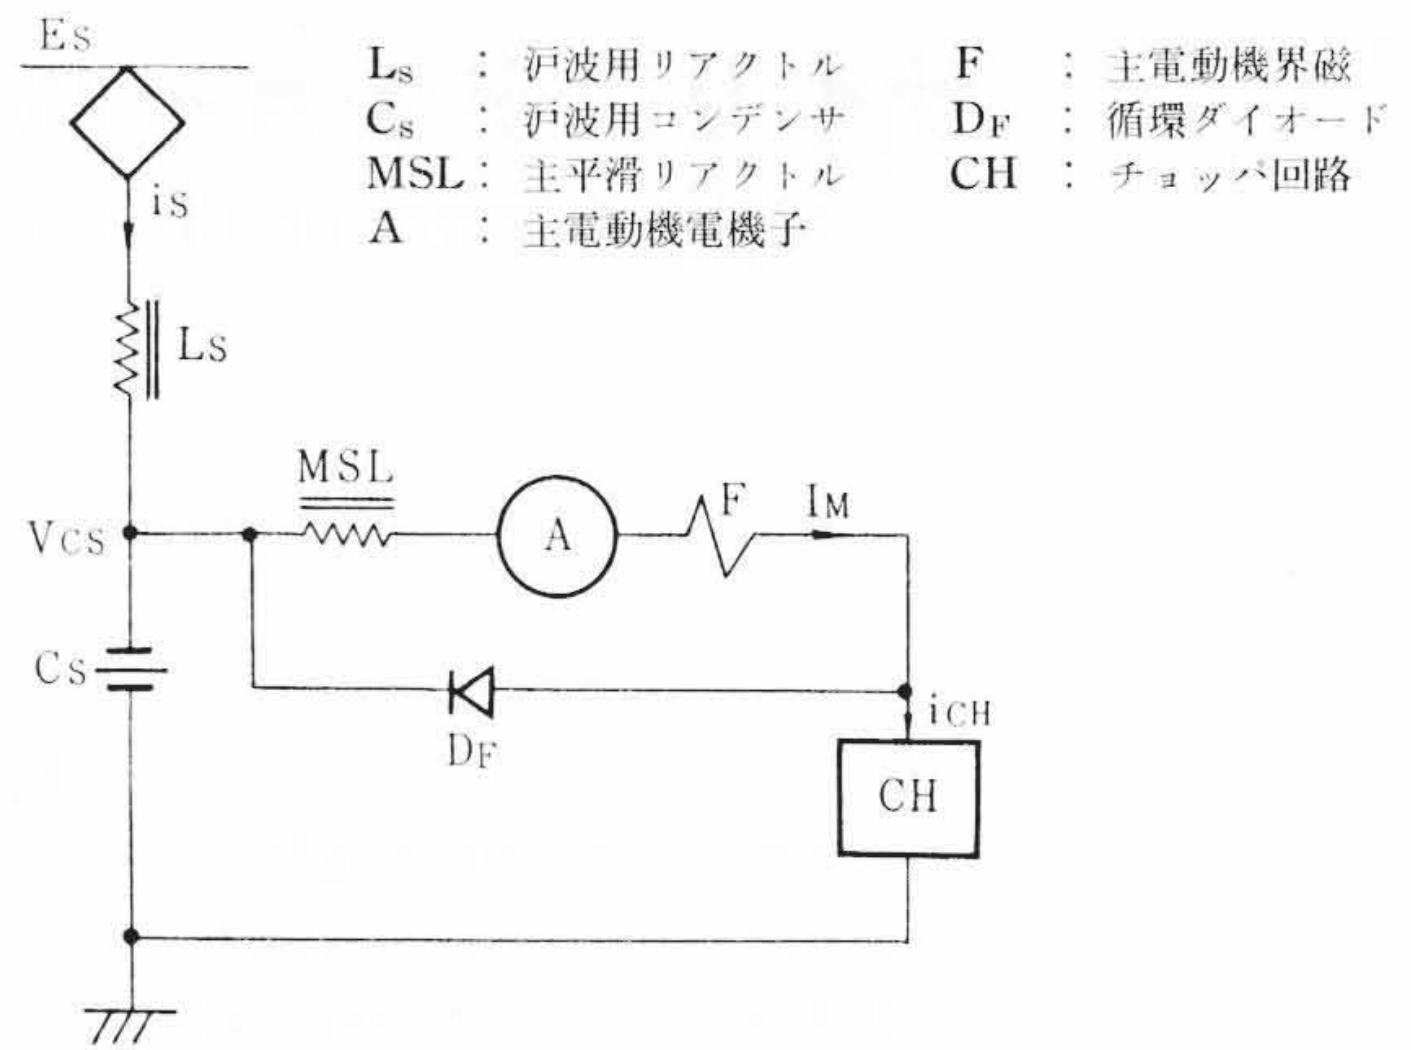 Es
Ls : 沪波用リアクトル F : 主電動機界磁
Cs : 沪波用コンデンサ DF : 循環ダイオード
MSL : 主平滑リアクトル CH : チョッパ回路
A : 主電動機電機子
is
Ls
MSL
F
IM
Vcs
A
Cs
DF
iCH
CH